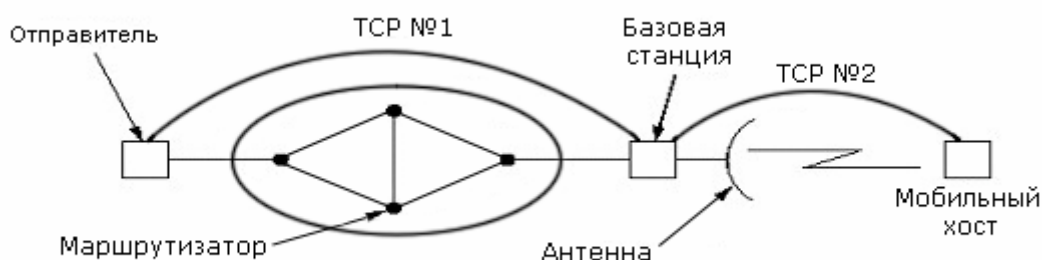 Отправитель
TCP №1
Базовая
станция
TCP №2
Маршрутизатор
Антенна
Мобильный
хост